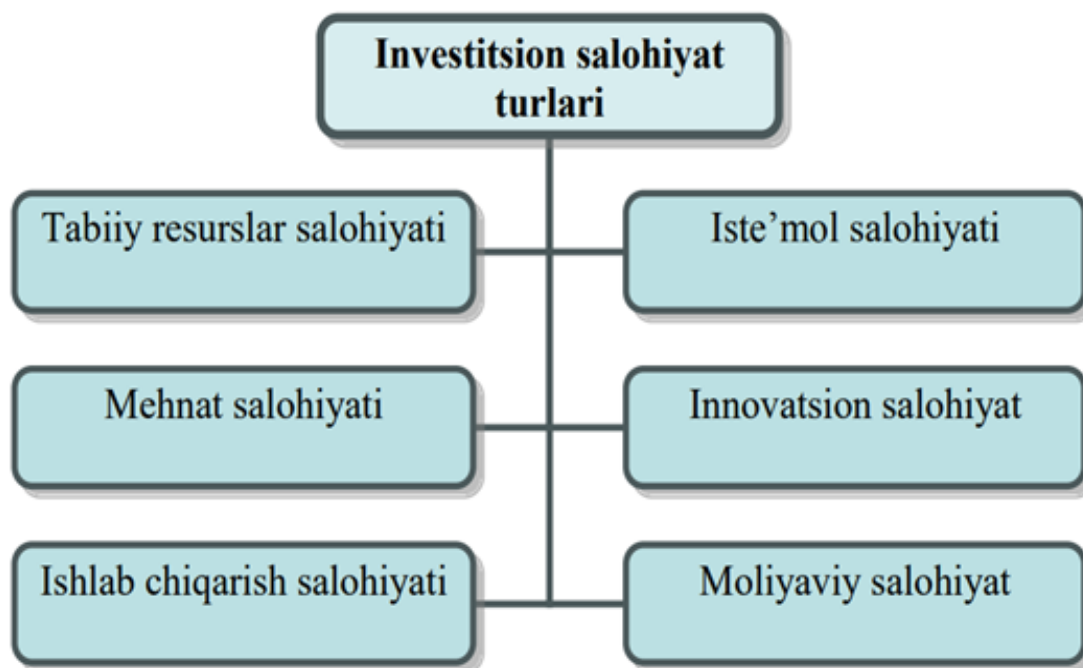 Investitsion salohiyat
turlari
Tabiiy resurslar salohiyati
Iste’mol salohiyati
Mehnat salohiyati
Innovatsion salohiyat
Ishlab chiqarish salohiyati
Moliyaviy salohiyat